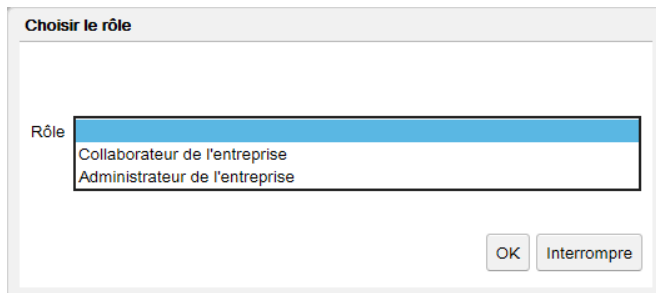 Choisir le rôle
Rôle
Collaborateur de l'entreprise
Administrateur de l'entreprise
OK Interrompre